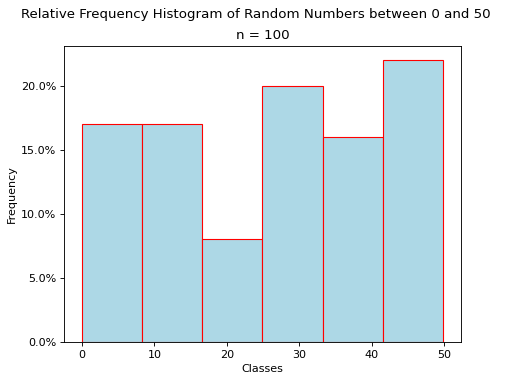 Relative Frequency Histogram of Random Numbers between 0 and 50
n = 100
20.0%
15.0%
10.0%
5.0%
0.0%
Frequency
0 10 20 30 40 50
Classes